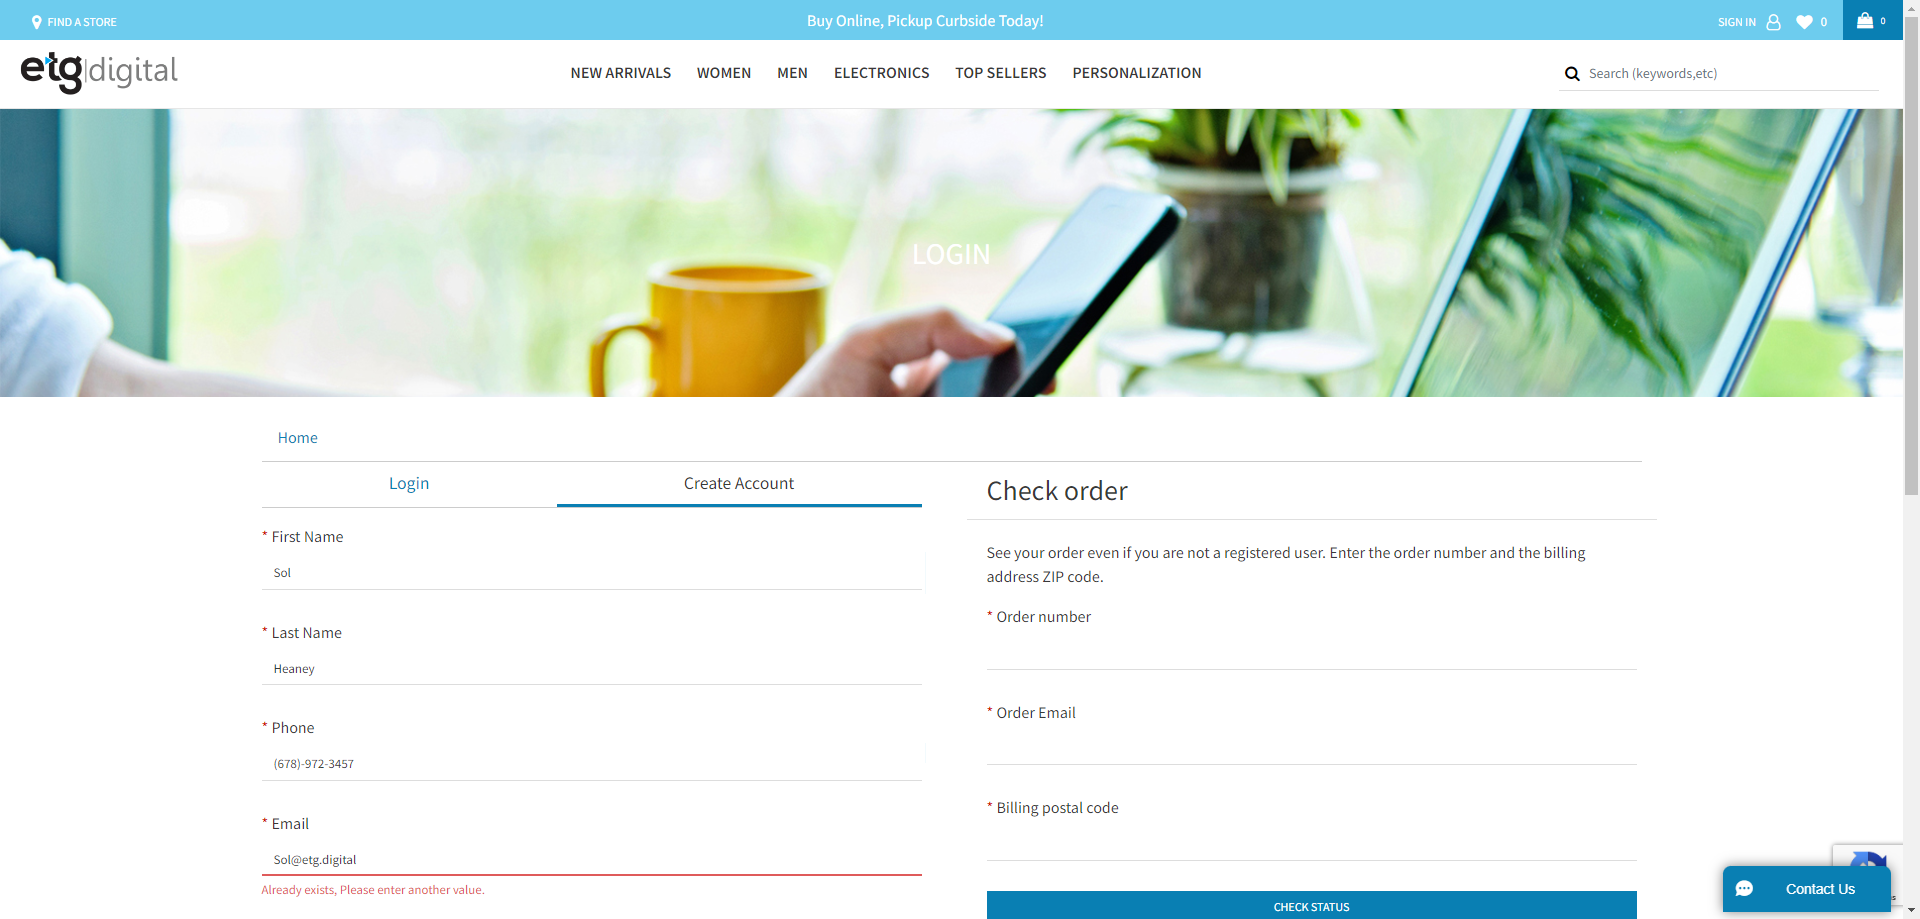 FIND A STORE
Buy Online, Pickup Curbside Today!
SIGN IN
0
0
etg|digital
NEW ARRIVALS
WOMEN
MEN
ELECTRONICS
TOP SELLERS
PERSONALIZATION
Search (keywords,etc)
LOGIN
Home
Login
Create Account
* First Name
Sol
* Last Name
Heaney
* Phone
(678)-972-3457
* Email
Sol@etg.digital
Already exists, Please enter another value.
Check order
See your order even if you are not a registered user. Enter the order number and the billing
address ZIP code.
* Order number
* Order Email
* Billing postal code
CHECK STATUS
Contact Us